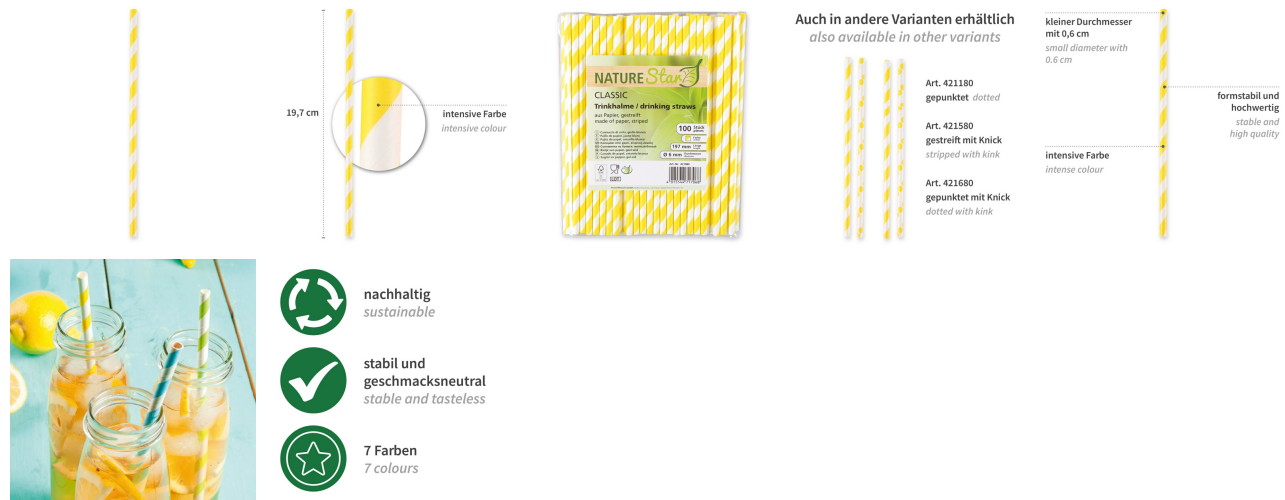 19,7 cm
intensive Farbe
intensive colour
NATURE Star
CLASSIC
Trinkhalme / drinking straws
aus Papier, gestreift
made of paper, striped
100 Stück
197 mm
Ø 6 mm
Auch in andere Varianten erhältlich
also available in other variants
Art. 421180
gepunktet dotted
Art. 421580
gestreift mit Knick
stripped with kink
Art. 421680
gepunktet mit Knick
dotted with kink
kleiner Durchmesser
mit 0,6 cm
small diameter with
0.6 cm
formstabil und
hochwertig
stable and
high quality
intensive Farbe
intense colour
nachhaltig
sustainable
stabil und
geschmacksneutral
stable and tasteless
7 Farben
7 colours